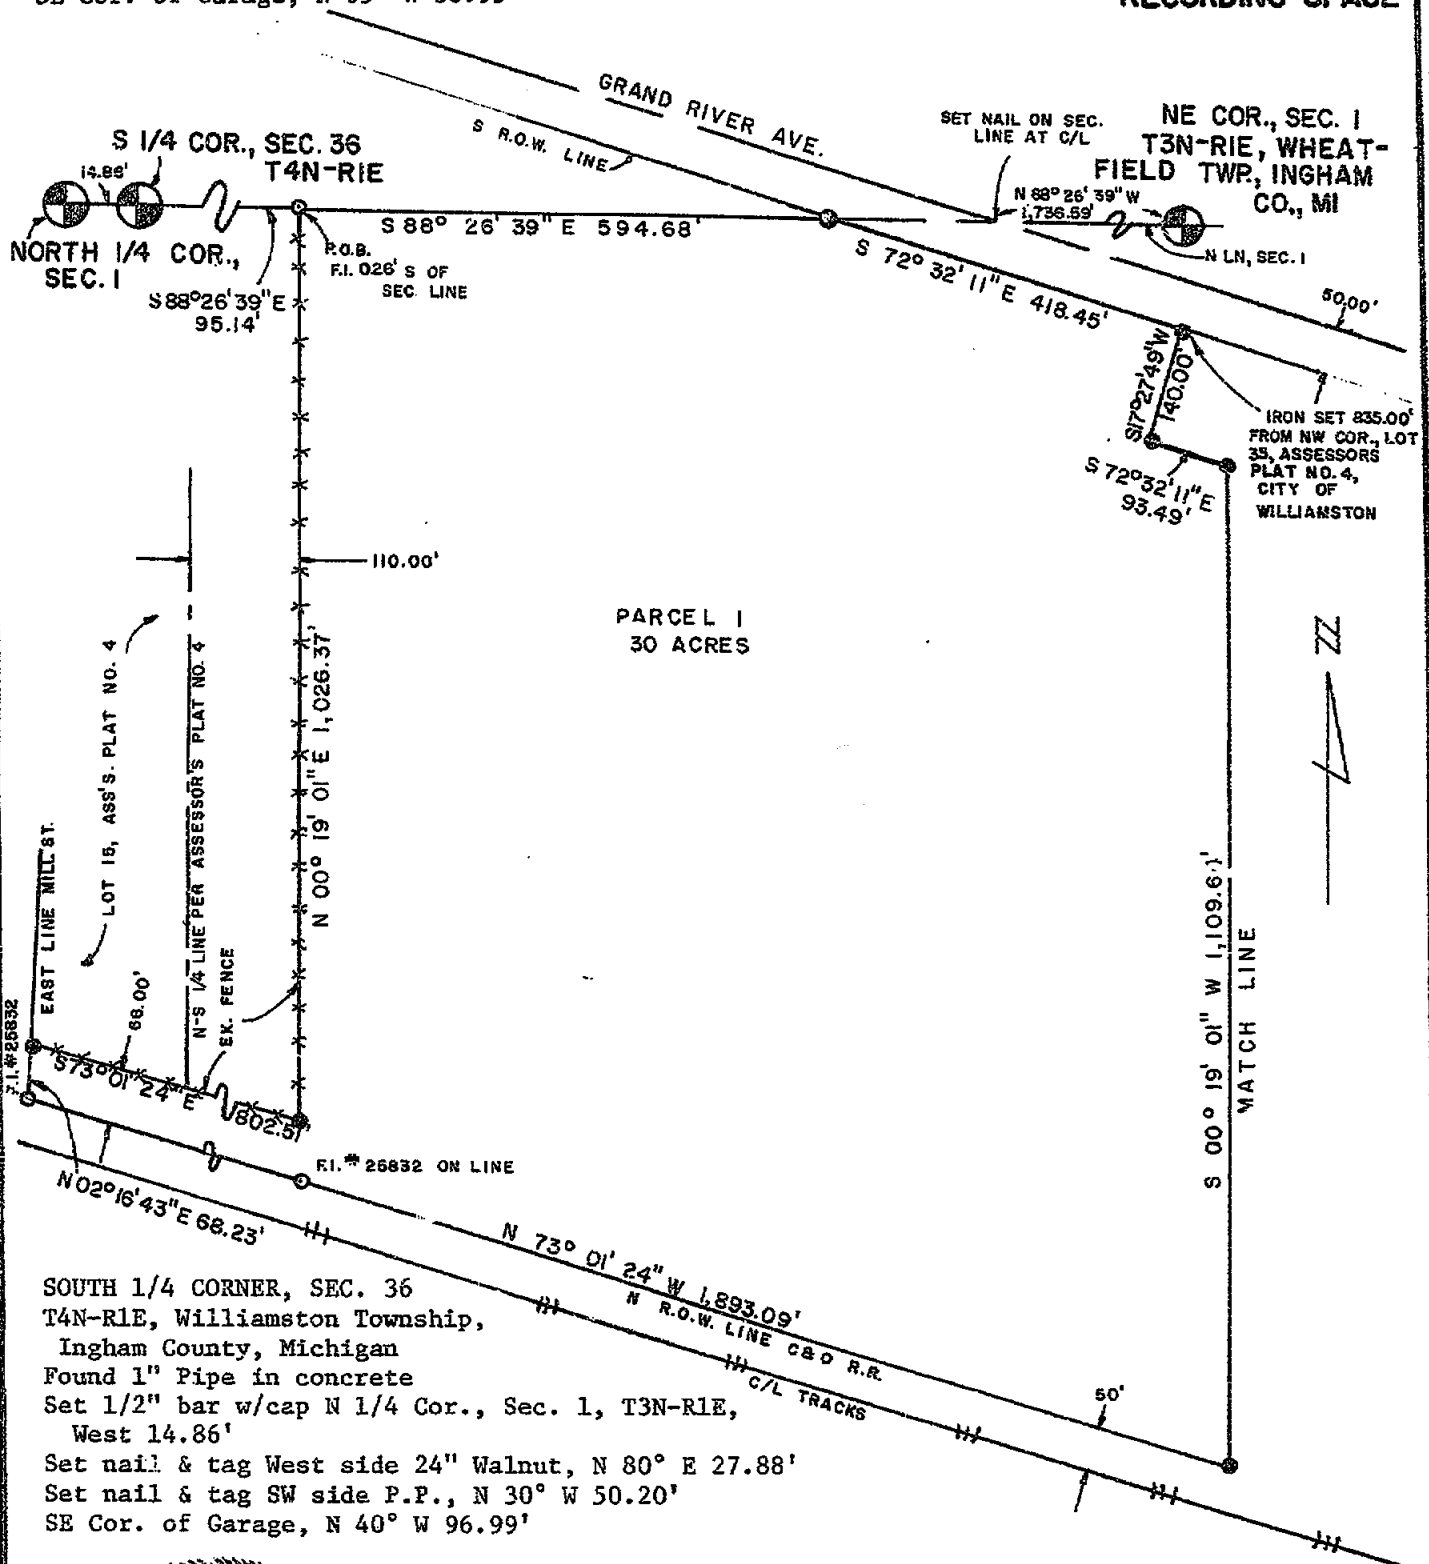 SE Cor. of Garage, N
RECORDING SPACE
GRAND RIVER AVE.
S R.O.W. LINE
SET NAIL ON SEC.
LINE AT C/L
NE COR., SEC. 1
T3N-R1E, WHEAT-
FIELD TWP., INGHAM
CO., MI
N 88° 26' 39" W
1,736.59'
N LN, SEC. 1
S 1/4 COR., SEC. 36
T4N-R1E
14.86'
NORTH 1/4 COR.,
SEC. 1
S 88° 26' 39" E
95.14'
P.O.B.
F.I. 0.26' S OF
SEC. LINE
S 88° 26' 39" E 594.68'
S 72° 32' 11" E 418.45'
50.00'
S 17° 27' 49" W
140.00'
S 72° 32' 11" E
93.49'
IRON SET 835.00'
FROM NW COR., LOT
35, ASSESSORS
PLAT NO. 4,
CITY OF
WILLIAMSTON
110.00'
PARCEL 1
30 ACRES
N
N 00° 19' 01" E 1,026.37'
LOT 15, ASS'S. PLAT NO. 4
N-S 1/4 LINE PER ASSESSOR'S PLAT NO. 4
EAST LINE MILL ST.
EX. FENCE
68.00'
F.I. #25832
S 73° 01' 24" E
802.51'
F.I. # 25832 ON LINE
N 02° 16' 43" E 68.23'
S 00° 19' 01" W 1,109.61'
MATCH LINE
N 73° 01' 24" W 1,893.09'
N R.O.W. LINE C&O R.R.
C/L TRACKS
50'
SOUTH 1/4 CORNER, SEC. 36
T4N-R1E, Williamston Township,
Ingham County, Michigan
Found 1" Pipe in concrete
Set 1/2" bar w/cap N 1/4 Cor., Sec. 1, T3N-R1E,
West 14.86'
Set nail & tag West side 24" Walnut, N 80° E 27.88'
Set nail & tag SW side P.P., N 30° W 50.20'
SE Cor. of Garage, N 40° W 96.99'